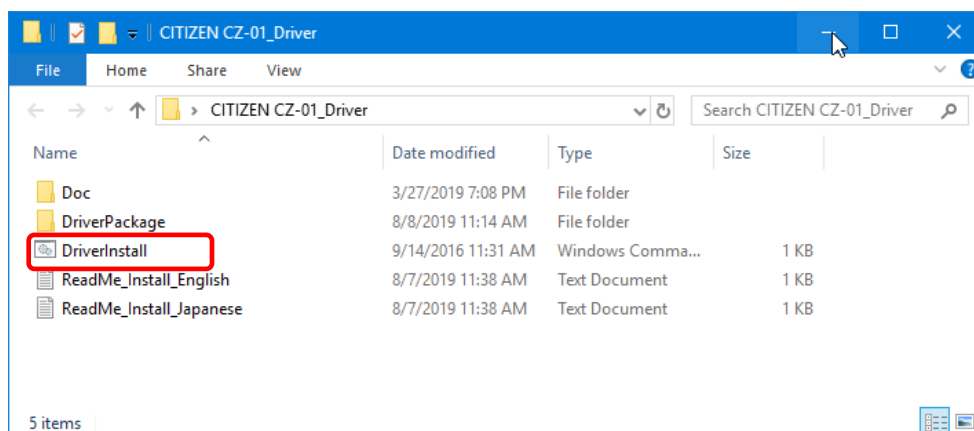 CITIZEN CZ-01_Driver
File Home Share View ?
CITIZEN CZ-01_Driver Search CITIZEN CZ-01_Driver
Name Date modified Type Size
Doc 3/27/2019 7:08 PM File folder
DriverPackage 8/8/2019 11:14 AM File folder
DriverInstall 9/14/2016 11:31 AM Windows Comma... 1 KB
ReadMe_Install_English 8/7/2019 11:38 AM Text Document 1 KB
ReadMe_Install_Japanese 8/7/2019 11:38 AM Text Document 1 KB
5 items